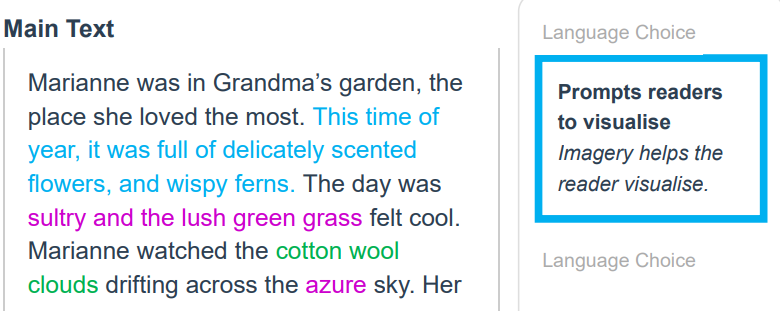 Main Text
Marianne was in Grandma’s garden, the
place she loved the most. This time of
year, it was full of delicately scented
flowers, and wispy ferns. The day was
sultry and the lush green grass felt cool.
Marianne watched the cotton wool
clouds drifting across the azure sky. Her
Language Choice
Prompts readers
to visualise
Imagery helps the
reader visualise.
Language Choice